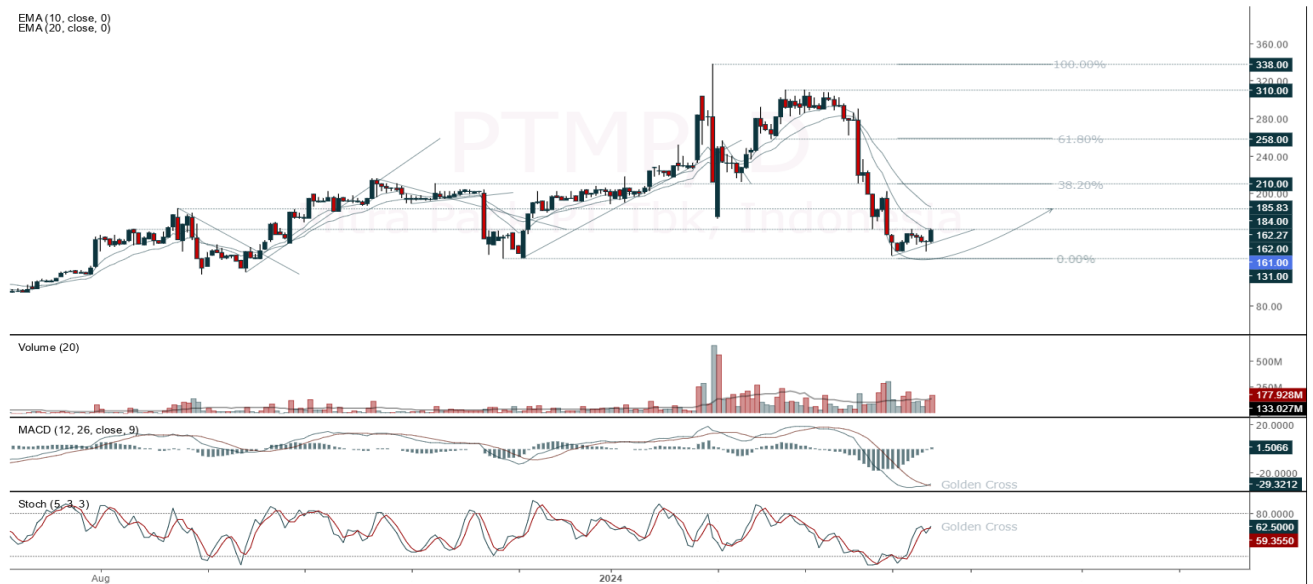 EMA (10, close, 0)
EMA (20, close, 0)
360.00
100.00%
338.00
320.00
310.00
PTMP, D
280.00
61.80%
258.00
240.00
38.20%
210.00
200.00
185.83
184.00
162.27
162.00
161.00
0.00%
131.00
80.00
Volume (20)
500M
250M
177.928M
133.027M
MACD (12, 26, close, 9)
20.0000
1.5066
-20.0000
-29.3212
Golden Cross
Stoch (5, 3, 3)
80.0000
Golden Cross
62.5000
59.3550
Aug
2024